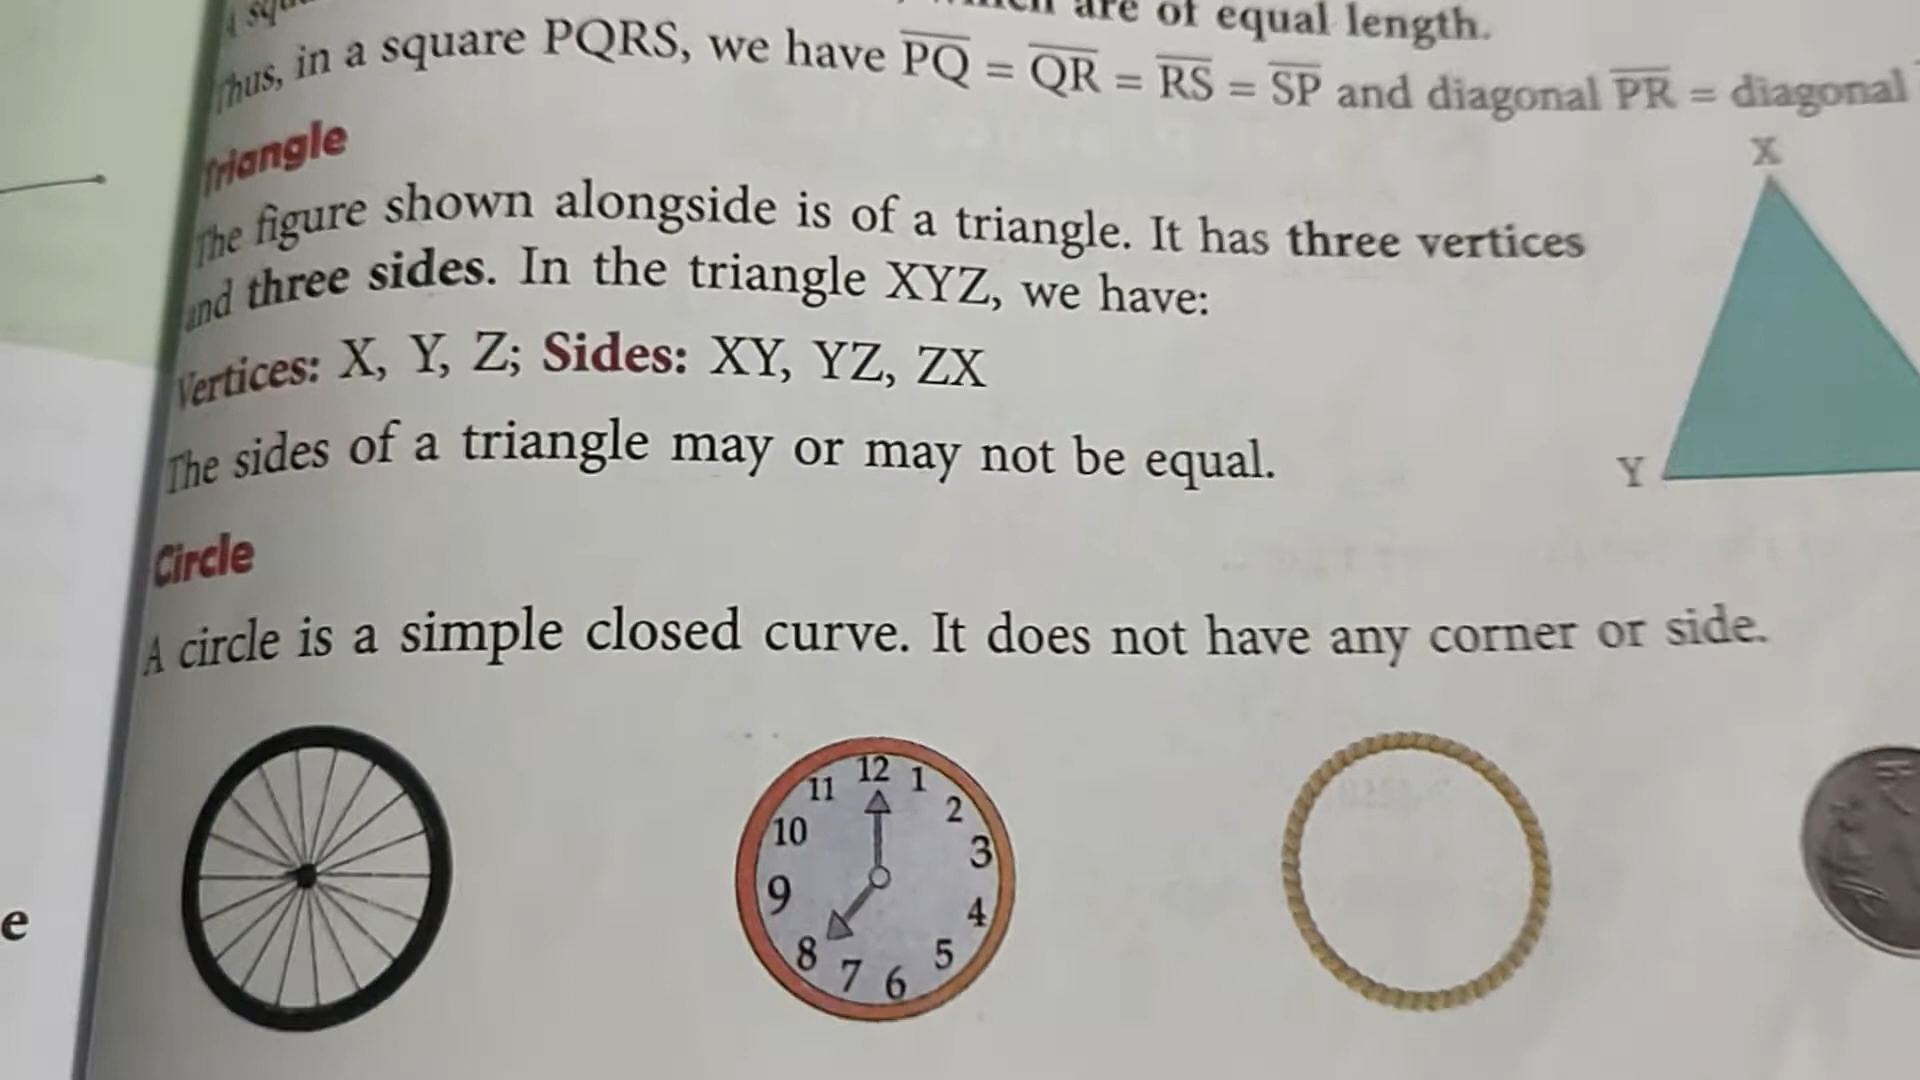 are of equal length.
Thus, in a square PQRS, we have PQ = QR = RS = SP and diagonal PR = diagonal
Triangle
X
The figure shown alongside is of a triangle. It has three vertices
and three sides. In the triangle XYZ, we have:
Vertices: X, Y, Z; Sides: XY, YZ, ZX
The sides of a triangle may or may not be equal.
Y
Circle
A circle is a simple closed curve. It does not have any corner or side.
e
12
11
1
10
2
3
9
4
8
5
7
6